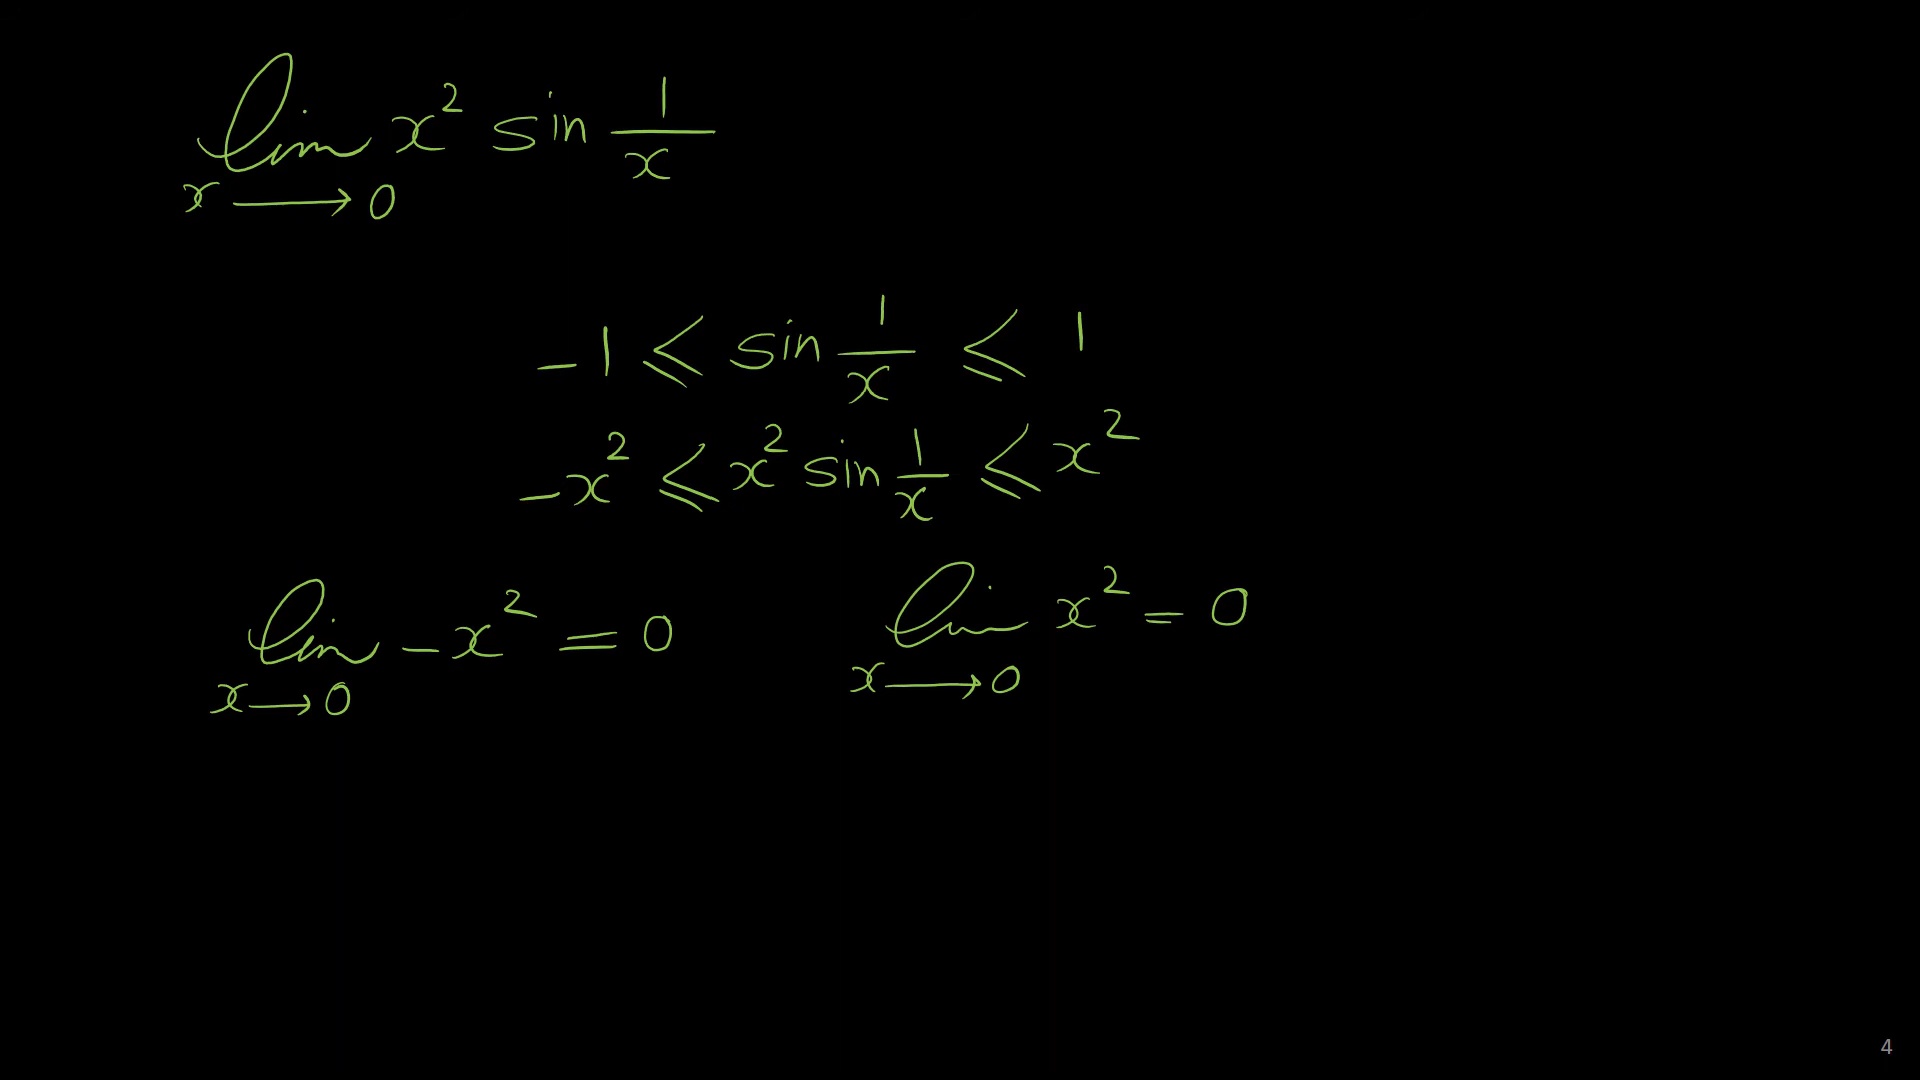 lim x² sin 1/x
x → 0
-1 ≤ sin 1/x ≤ 1
-x² ≤ x² sin 1/x ≤ x²
lim -x² = 0 lim x² = 0
x → 0 x → 0
4